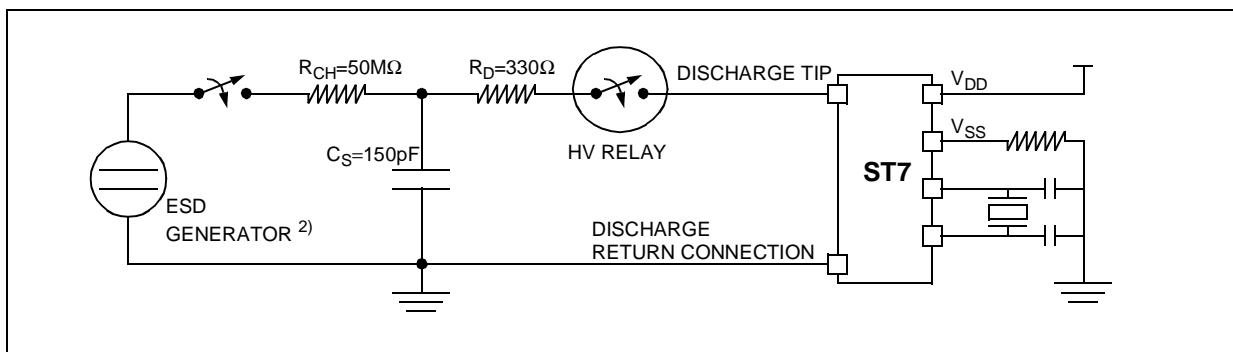 R_CH=50MΩ
R_D=330Ω
DISCHARGE TIP
V_DD
C_S=150pF
HV RELAY
V_SS
ST7
ESD
GENERATOR 2)
DISCHARGE
RETURN CONNECTION